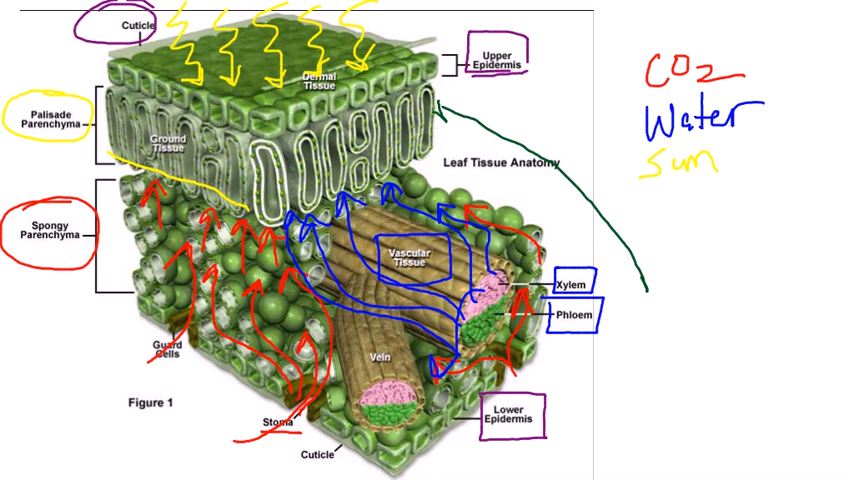 Cuticle
Upper
Epidermis
Dermal
Tissue
Palisade
Parenchyma
Ground
Tissue
Leaf Tissue Anatomy
CO2
Water
Sun
Spongy
Parenchyma
Vascular
Tissue
Xylem
Phloem
Guard
Cells
Vein
Figure 1
Stoma
Lower
Epidermis
Cuticle